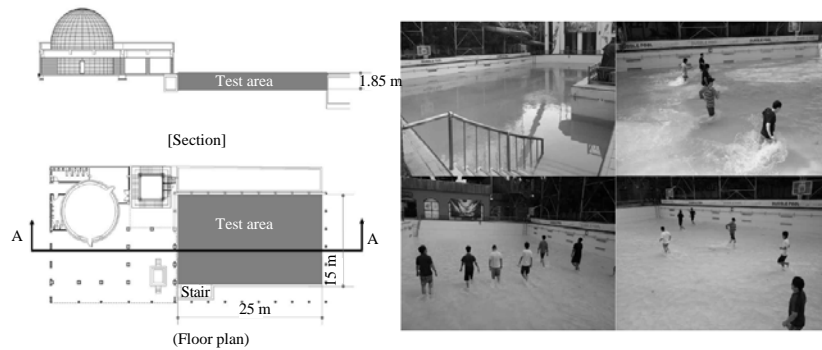 Test area
1.85 m
[Section]
Test area
A
A
15 m
Stair
25 m
(Floor plan)